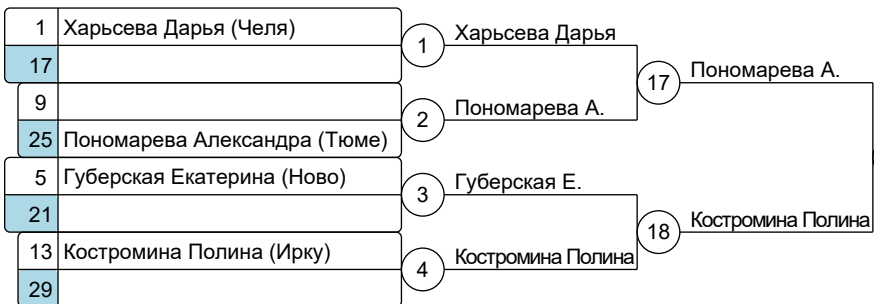 1 Харьсева Дарья (Челя)
17
1 Харьсева Дарья
9
25 Пономарева Александра (Тюме)
2 Пономарева А.
17 Пономарева А.
5 Губерская Екатерина (Ново)
21
3 Губерская Е.
13 Костромина Полина (Ирку)
29
4 Костромина Полина
18 Костромина Полина